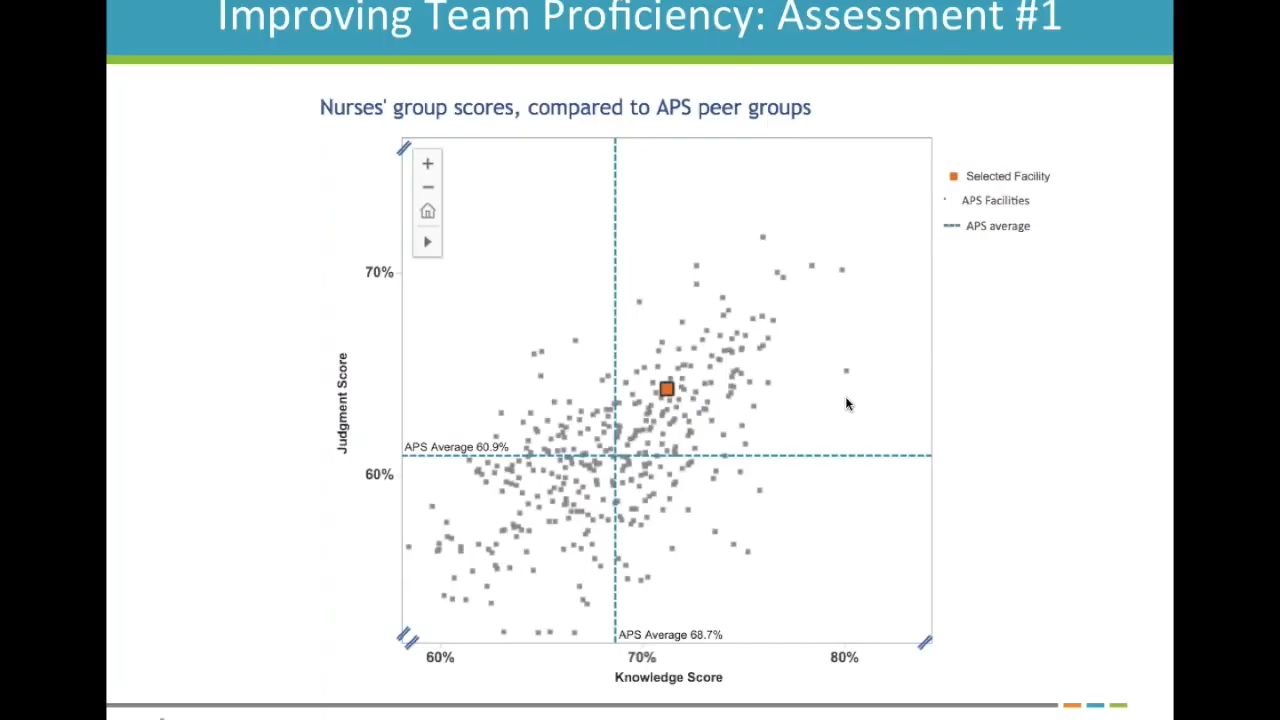 Improving Team Proficiency: Assessment #1
Nurses' group scores, compared to APS peer groups
Selected Facility
APS Facilities
APS average
70%
Judgment Score
APS Average 60.9%
60%
APS Average 68.7%
60%
70%
80%
Knowledge Score